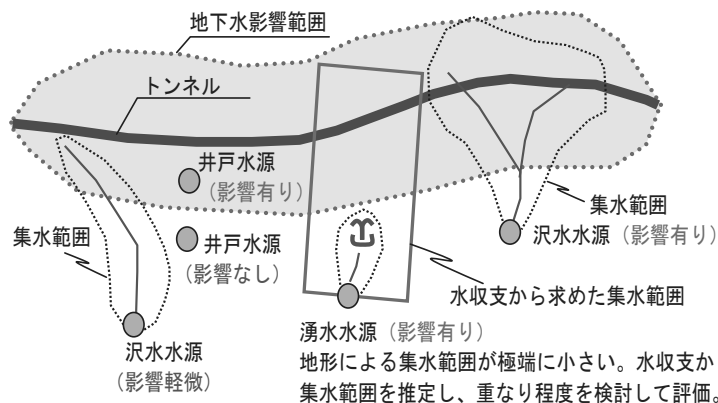 地下水影響範囲
トンネル
井戸水源
（影響有り）
集水範囲
井戸水源
（影響なし）
集水範囲
沢水水源（影響有り）
水収支から求めた集水範囲
沢水水源
（影響軽微）
湧水水源（影響有り）
地形による集水範囲が極端に小さい。水収支か
集水範囲を推定し、重なり程度を検討して評価。